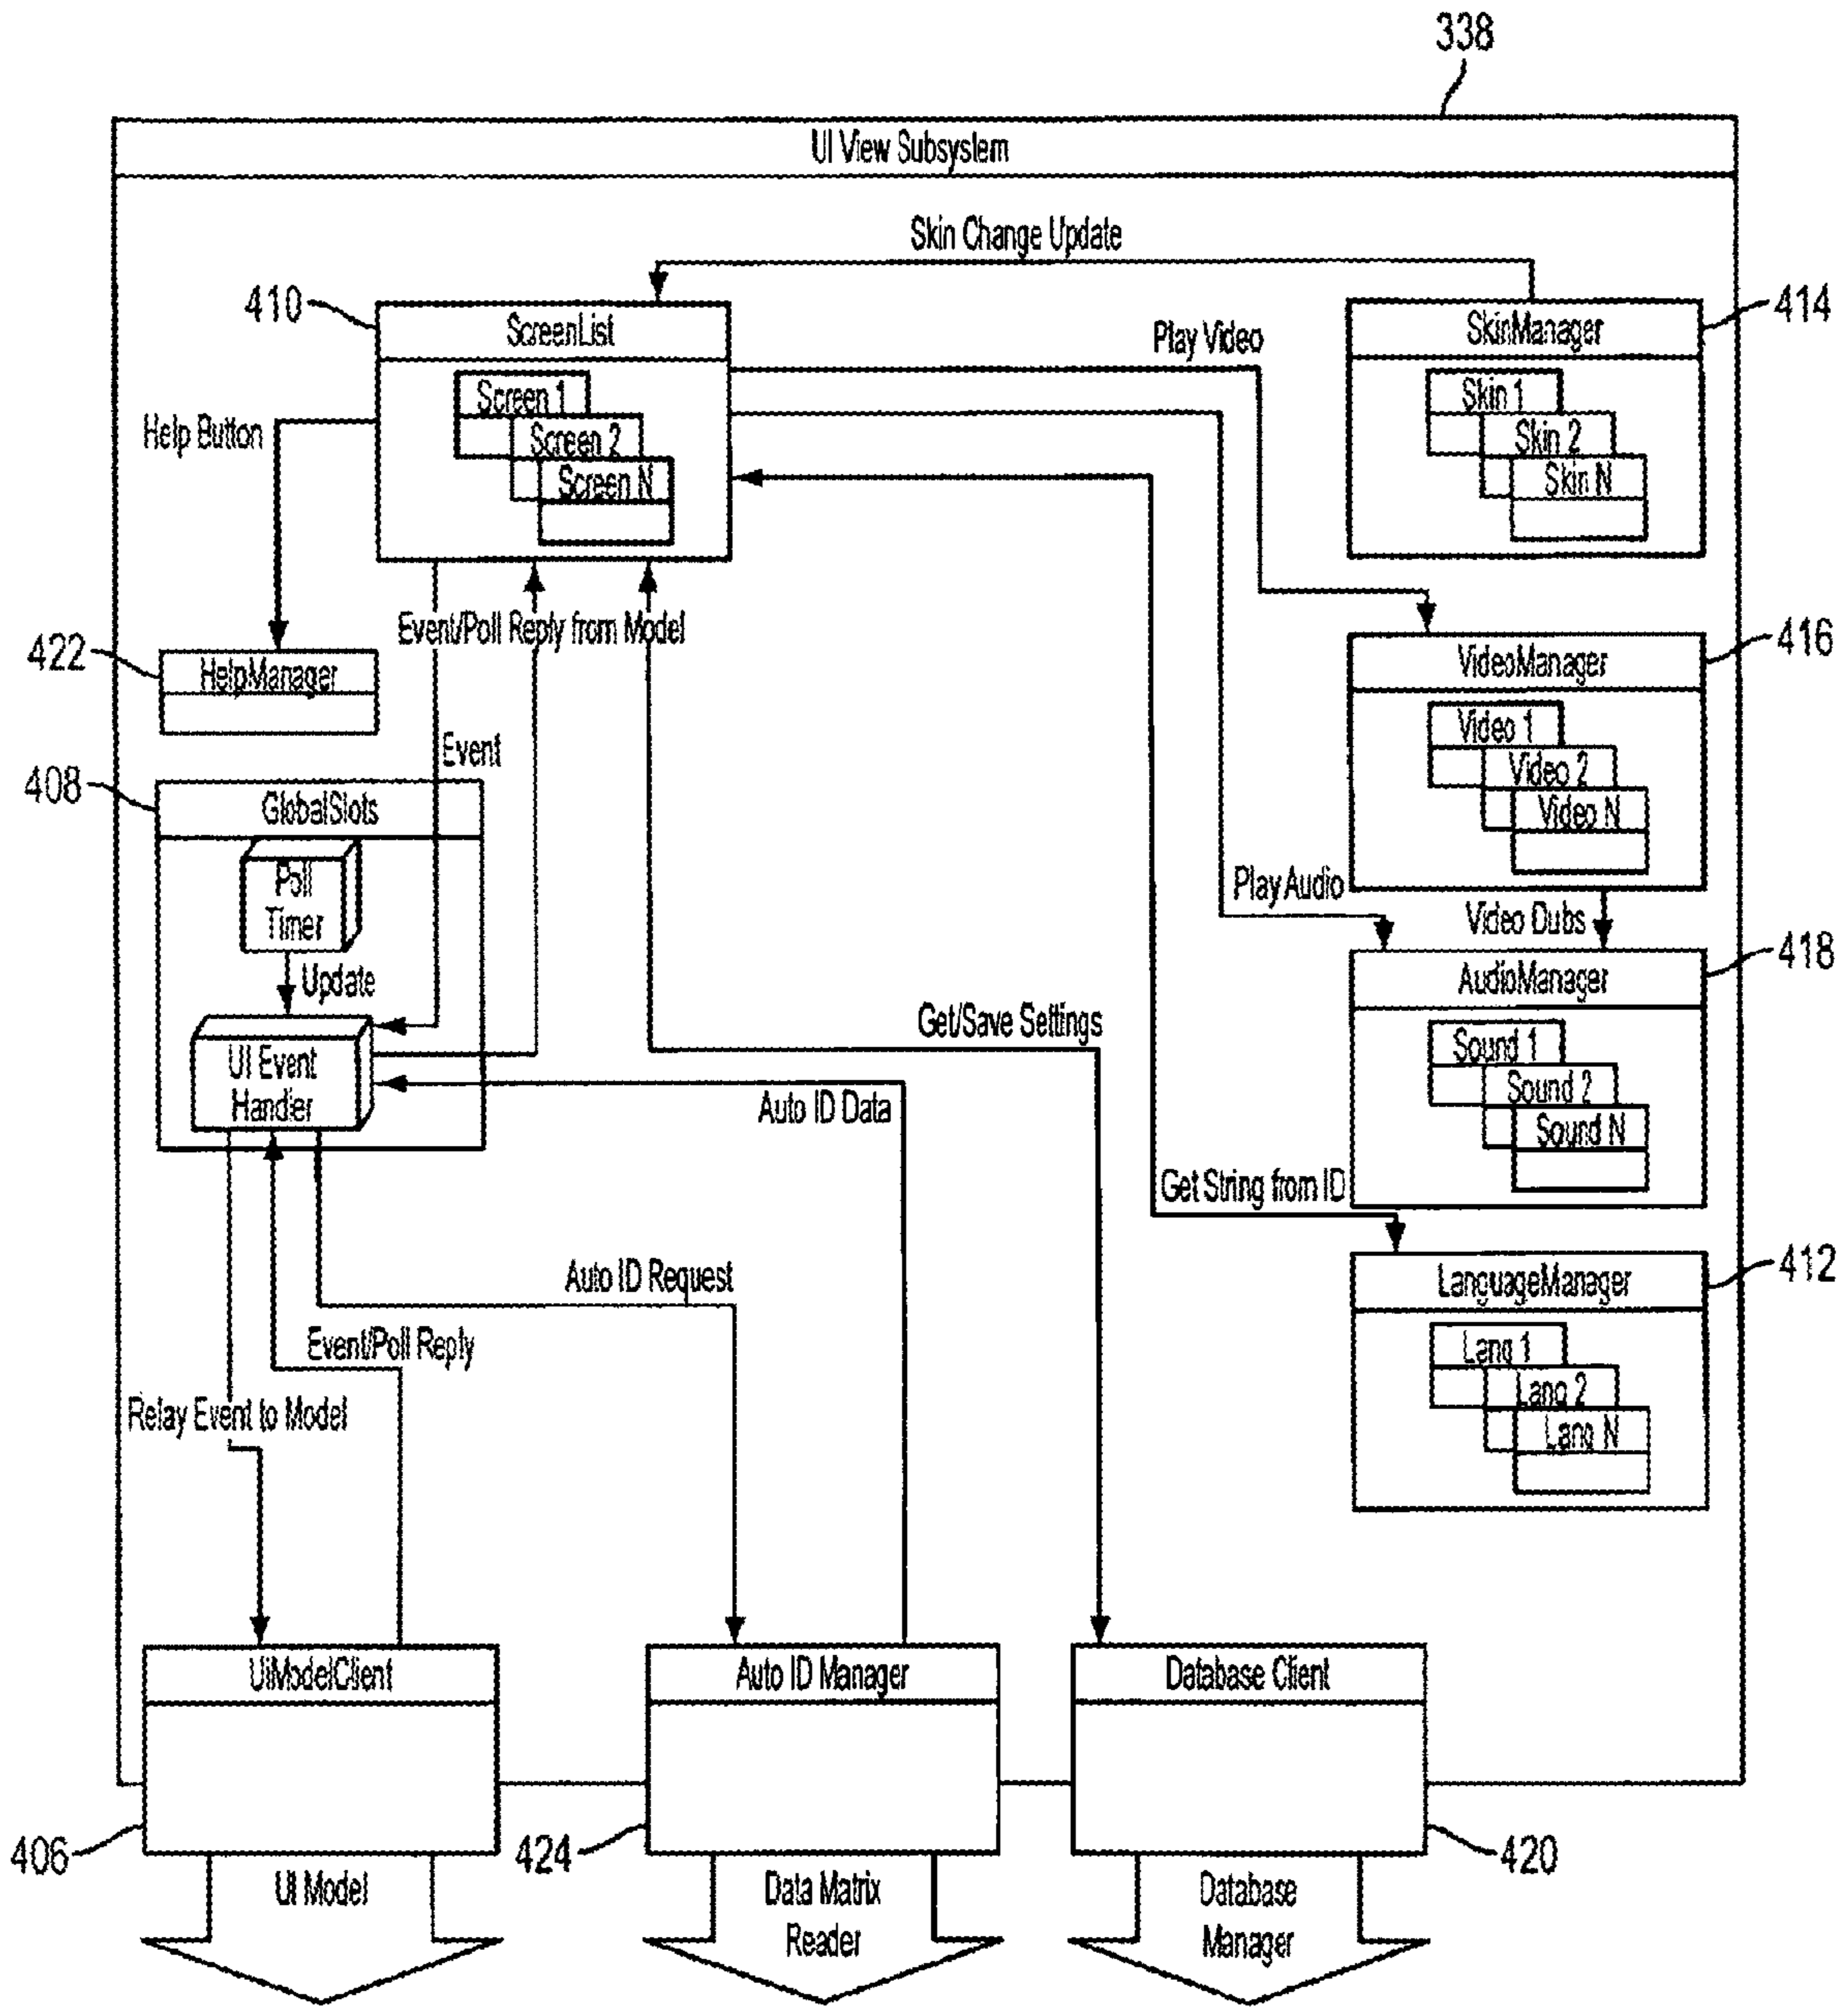 338
UI View Subsystem
Skin Change Update
410
ScreenList
Screen 1
Screen 2
Screen N
Play Video
SkinManager
414
Skin 1
Skin 2
Skin N
Help Button
Event/Poll Reply from Model
422
HelpManager
VideoManager
416
Video 1
Video 2
Video N
Event
408
GlobalSlots
Poll
Timer
Update
UI Event
Handler
Play Audio
Video Dubs
AudioManager
418
Sound 1
Sound 2
Sound N
Get/Save Settings
Auto ID Data
Get String from ID
LanguageManager
412
Lang 1
Lang 2
Lang N
Auto ID Request
Event/Poll Reply
Relay Event to Model
UiModelClient
Auto ID Manager
Database Client
406
424
420
UI Model
Data Matrix
Reader
Database
Manager